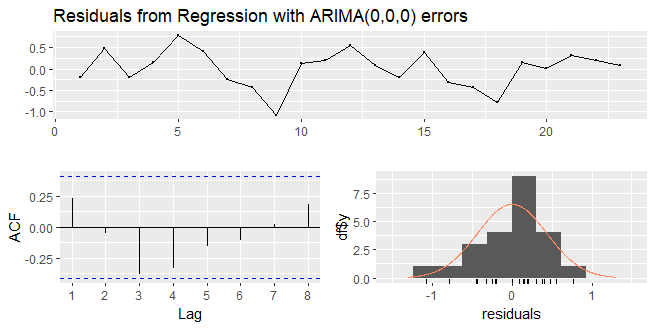 Residuals from Regression with ARIMA(0,0,0) errors
0.5
0.0
-0.5
-1.0
0 5 10 15 20
ACF
0.25
0.00
-0.25
1 2 3 4 5 6 7 8
Lag
df$y
7.5
5.0
2.5
0.0
-1 0 1
residuals